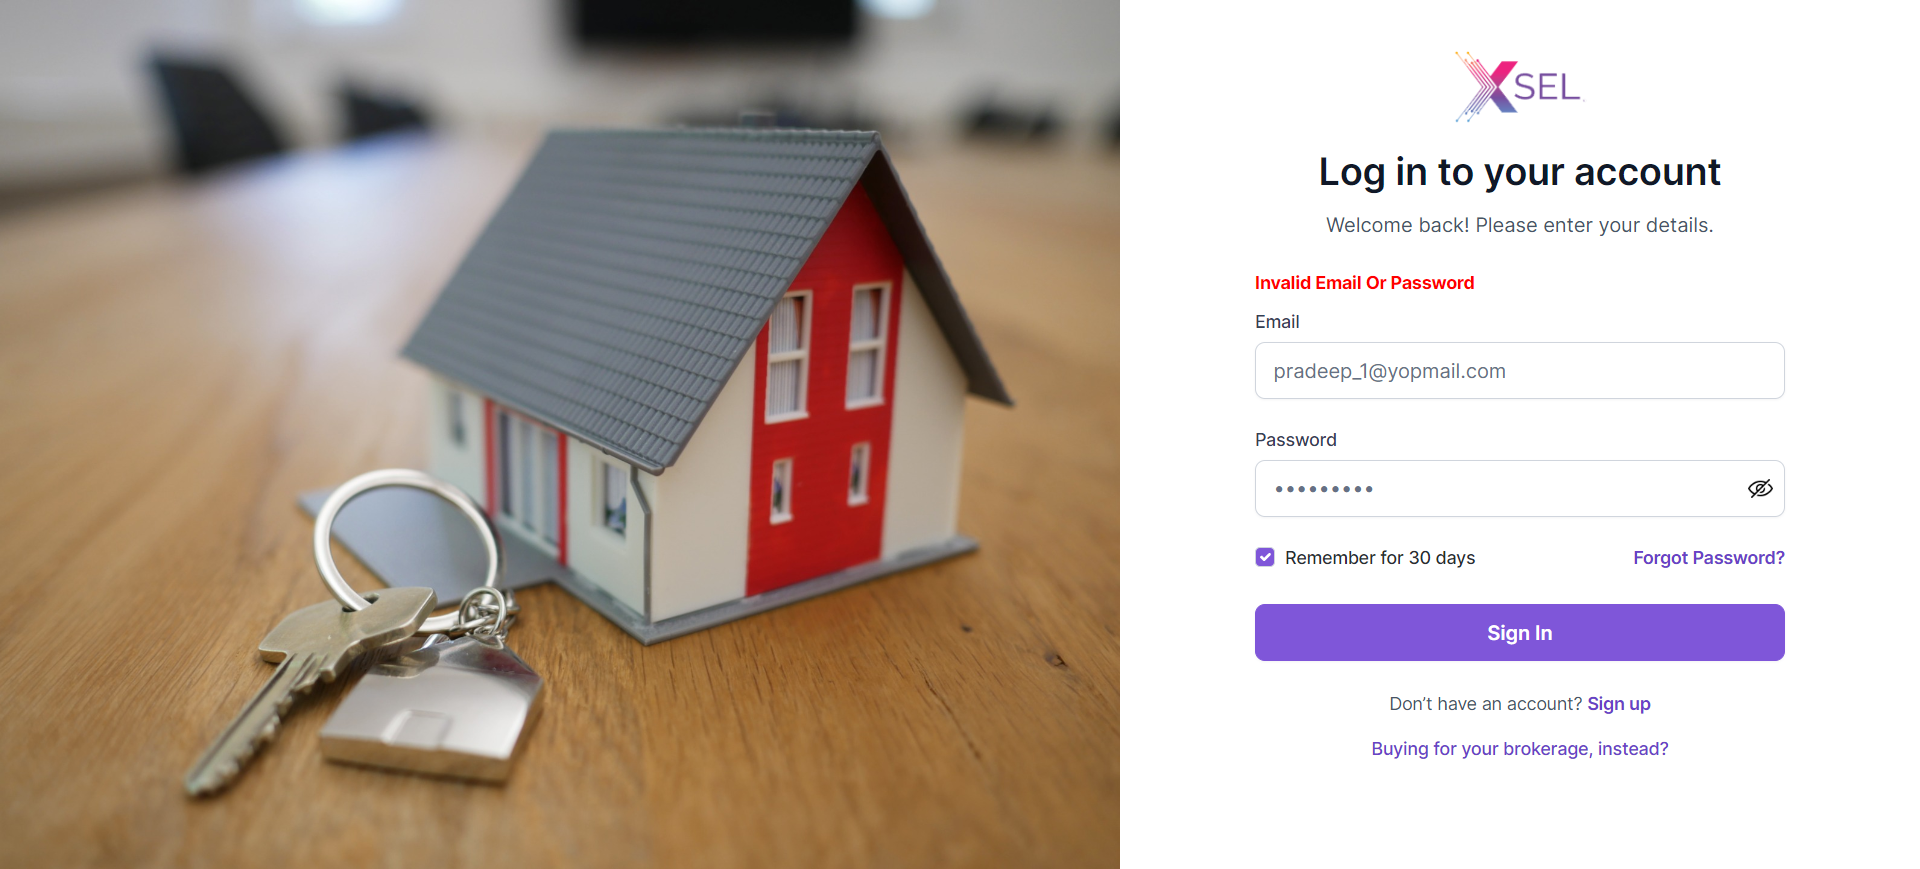 XSEL
Log in to your account
Welcome back! Please enter your details.
Invalid Email Or Password
Email
pradeep_1@yopmail.com
Password
•••••••••
Remember for 30 days
Forgot Password?
Sign In
Don’t have an account? Sign up
Buying for your brokerage, instead?